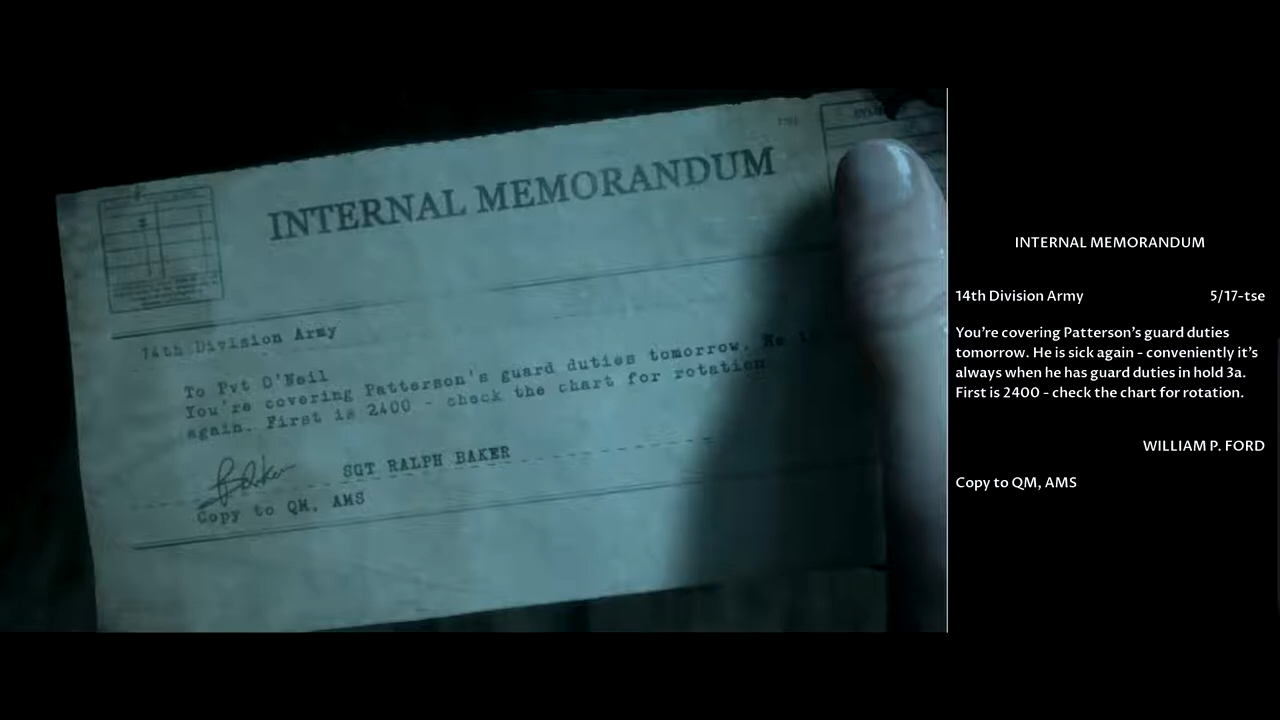 INTERNAL MEMORANDUM
14th Division Army
To Pvt O'Neil
You're covering Patterson's guard duties tomorrow. He is
again. First is 2400 - check the chart for rotation
SGT RALPH BAKER
Copy to QM, AMS
INTERNAL MEMORANDUM
14th Division Army 5/17-tse
You're covering Patterson's guard duties
tomorrow. He is sick again - conveniently it's
always when he has guard duties in hold 3a.
First is 2400 - check the chart for rotation.
WILLIAM P. FORD
Copy to QM, AMS